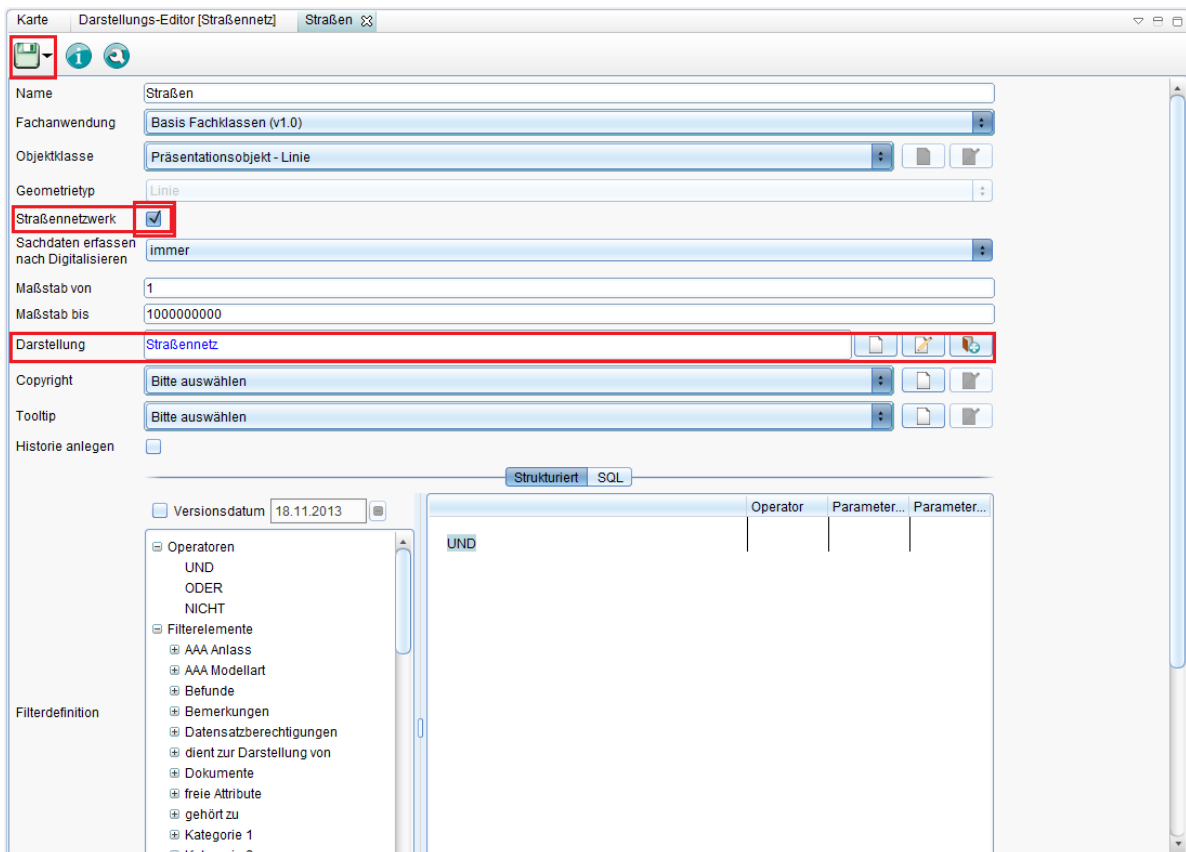 Karte Darstellungs-Editor [Straßennetz] Straßen
Name Straßen
Fachanwendung Basis Fachklassen (v1.0)
Objektklasse Präsentationsobjekt - Linie
Geometrietyp Linie
Straßennetzwerk
Sachdaten erfassen
nach Digitalisieren immer
Maßstab von 1
Maßstab bis 1000000000
Darstellung Straßennetz
Copyright Bitte auswählen
Tooltip Bitte auswählen
Historie anlegen
Strukturiert SQL
Versionsdatum 18.11.2013
Operator Parameter... Parameter...
Operatoren
UND
UND
ODER
NICHT
Filterelemente
AAA Anlass
AAA Modellart
Befunde
Filterdefinition
Bemerkungen
Datensatzberechtigungen
dient zur Darstellung von
Dokumente
freie Attribute
gehört zu
Kategorie 1